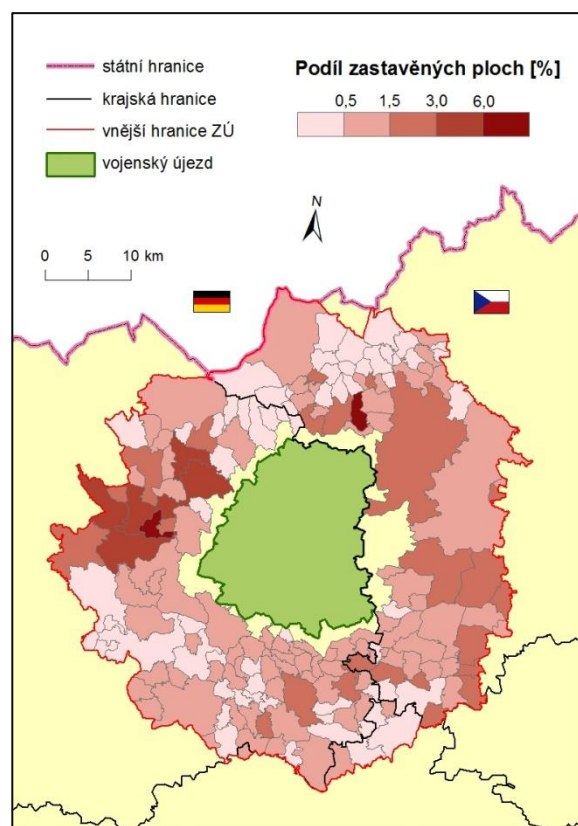 státní hranice
krajská hranice
vnější hranice ZÚ
vojenský újezd
Podíl zastavěných ploch [%]
0,5 1,5 3,0 6,0
N
0 5 10 km